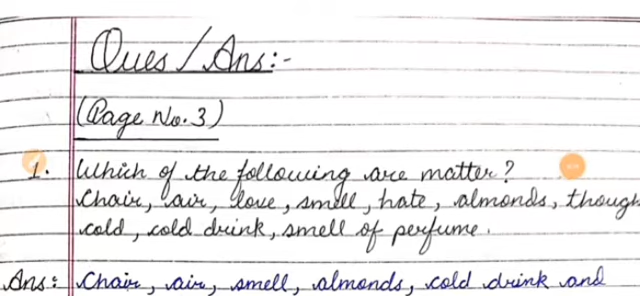 Ques/Ans:-
(Page No. 3)
1. Which of the following are matter?
Chair, air, love, smell, hate, almonds, though
cold, cold drink, smell of perfume.
Ans: Chair, air, smell, almonds, cold drink and